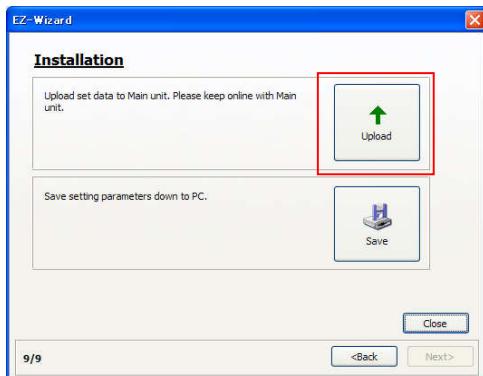 EZ-Wizard
Installation
Upload set data to Main unit. Please keep online with Main
unit.
Upload
Save setting parameters down to PC.
Save
Close
9/9
<Back
Next>